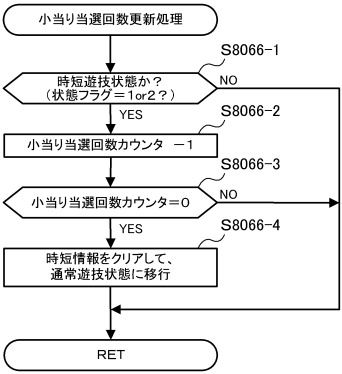 小当り当選回数更新処理
S8066-1
時短遊技状態か？
（状態フラグ＝1or2？）
NO
YES
S8066-2
小当り当選回数カウンタ －1
S8066-3
小当り当選回数カウンタ＝0
NO
YES
S8066-4
時短情報をクリアして、
通常遊技状態に移行
RET